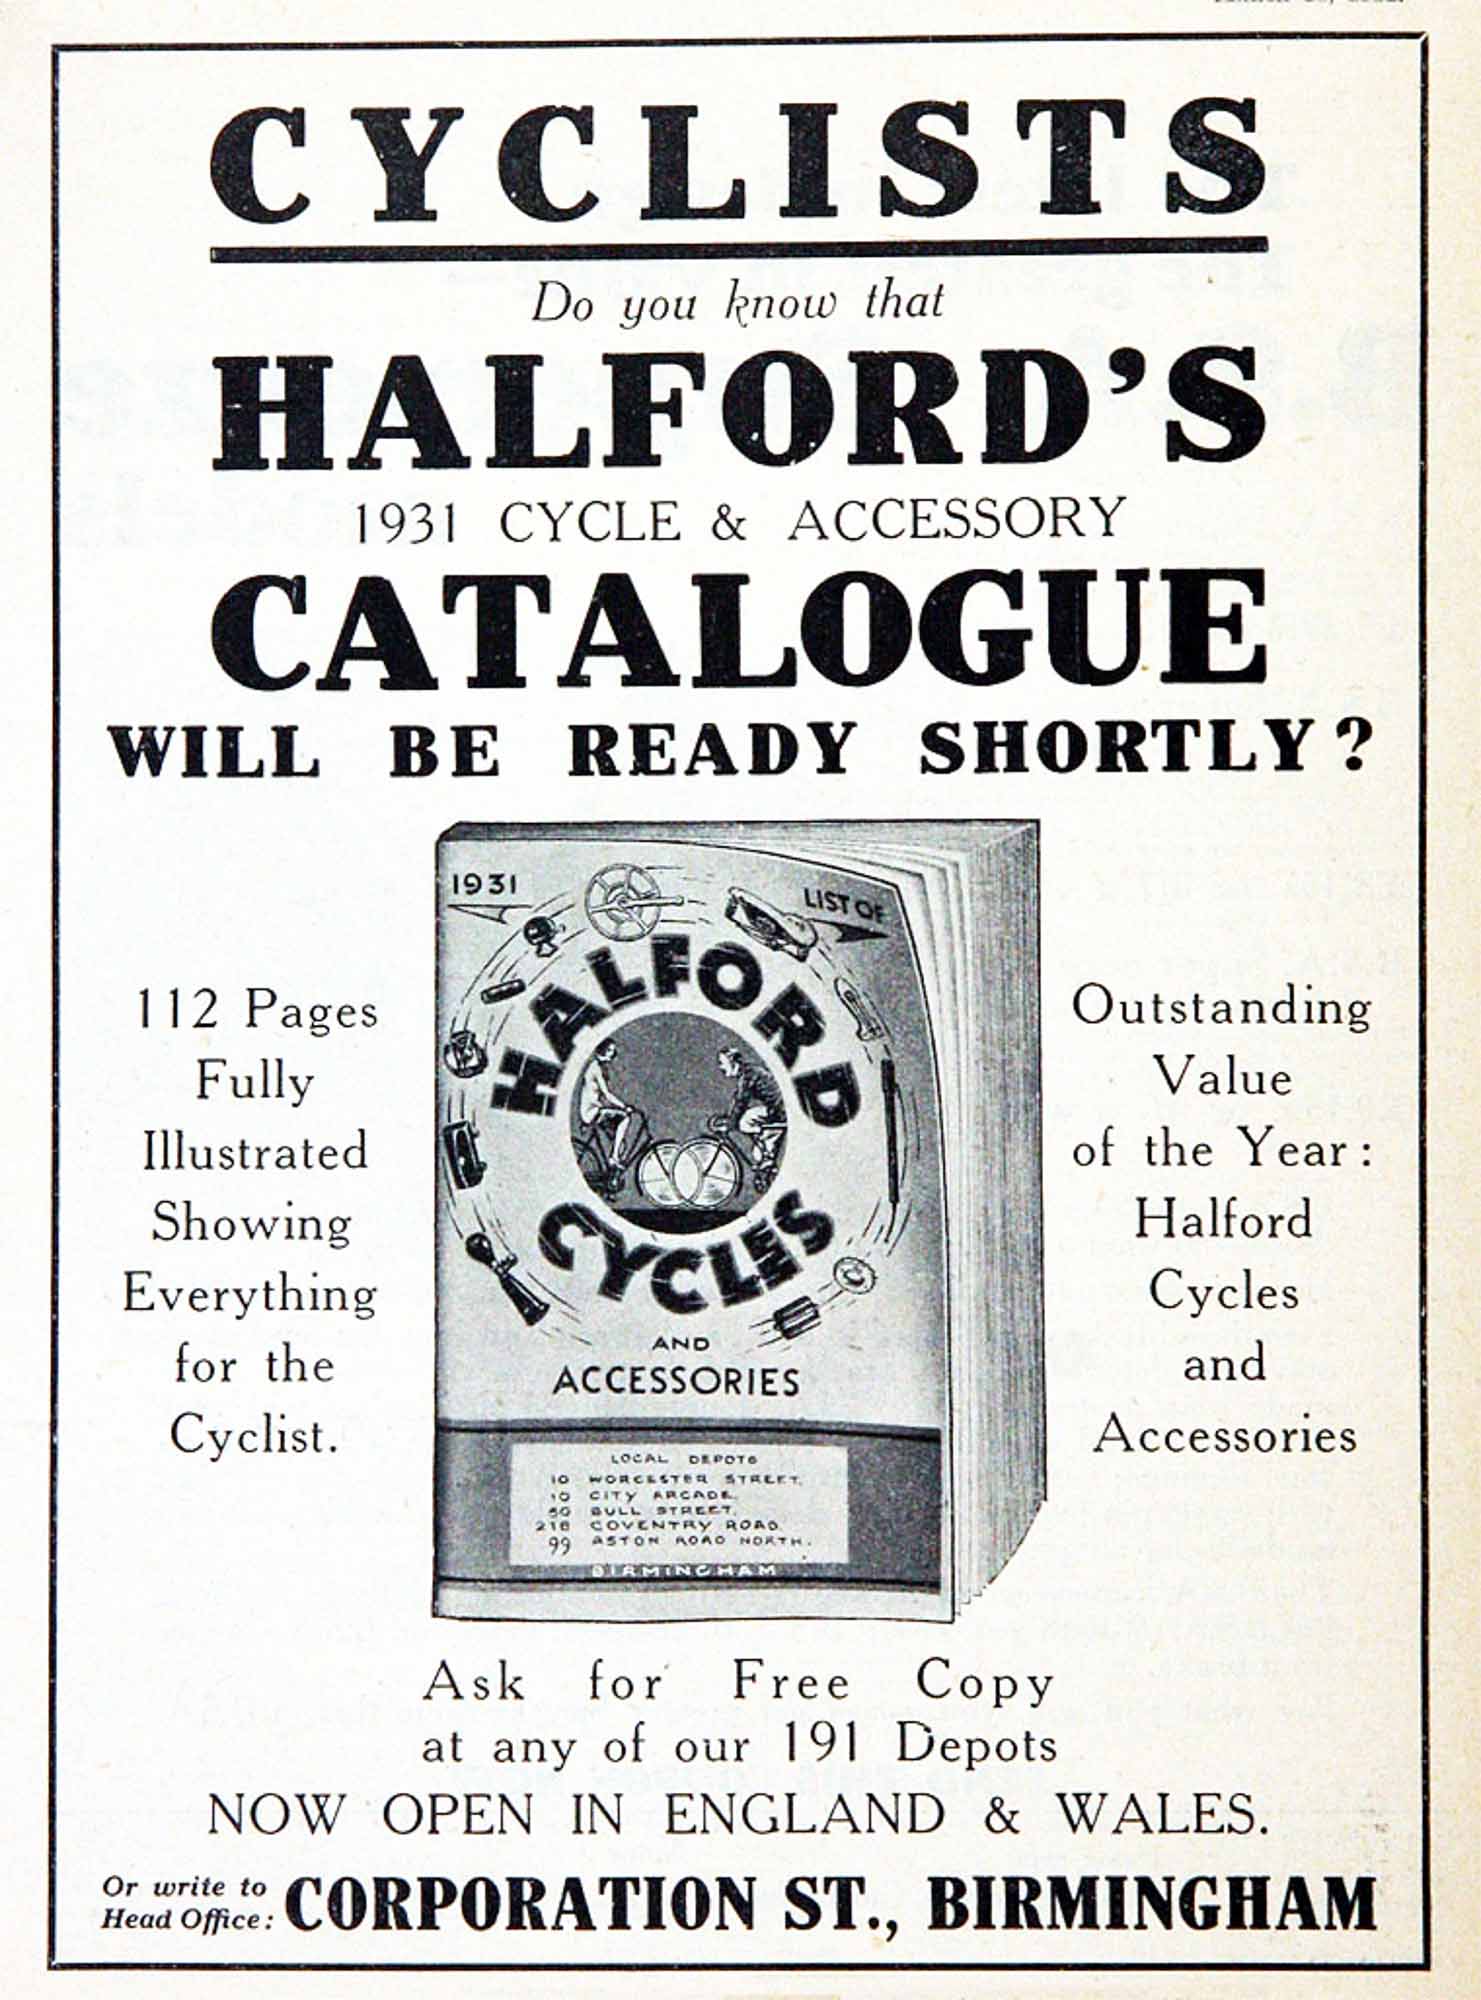 CYCLISTS
Do you know that
HALFORD'S
1931 CYCLE & ACCESSORY
CATALOGUE
WILL BE READY SHORTLY?
112 Pages
Fully
Illustrated
Showing
Everything
for the
Cyclist.
1931
LIST OF
HALFORD
CYCLES
AND
ACCESSORIES
LOCAL DEPOTS
10 WORCESTER STREET,
10 CITY ARCADE,
50 BULL STREET,
218 COVENTRY ROAD,
99 ASTON ROAD NORTH.
BIRMINGHAM
Outstanding
Value
of the Year:
Halford
Cycles
and
Accessories
Ask for Free Copy
at any of our 191 Depots
NOW OPEN IN ENGLAND & WALES.
Or write to
Head Office: CORPORATION ST., BIRMINGHAM